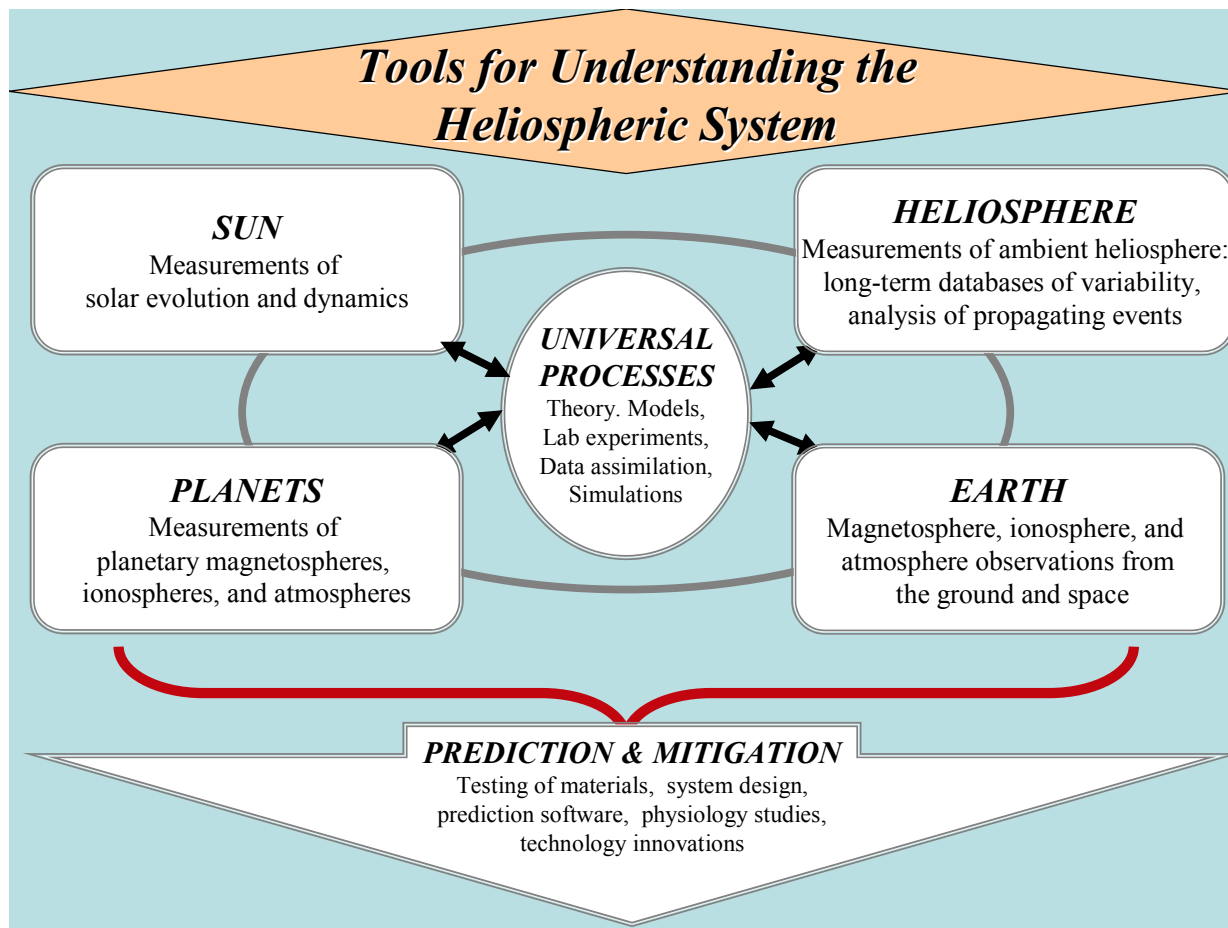 Tools for Understanding the
Heliospheric System
SUN
Measurements of
solar evolution and dynamics
HELIOSPHERE
Measurements of ambient heliosphere:
long-term databases of variability,
analysis of propagating events
UNIVERSAL
PROCESSES
Theory. Models,
Lab experiments,
Data assimilation,
Simulations
PLANETS
Measurements of
planetary magnetospheres,
ionospheres, and atmospheres
EARTH
Magnetosphere, ionosphere, and
atmosphere observations from
the ground and space
PREDICTION & MITIGATION
Testing of materials, system design,
prediction software, physiology studies,
technology innovations